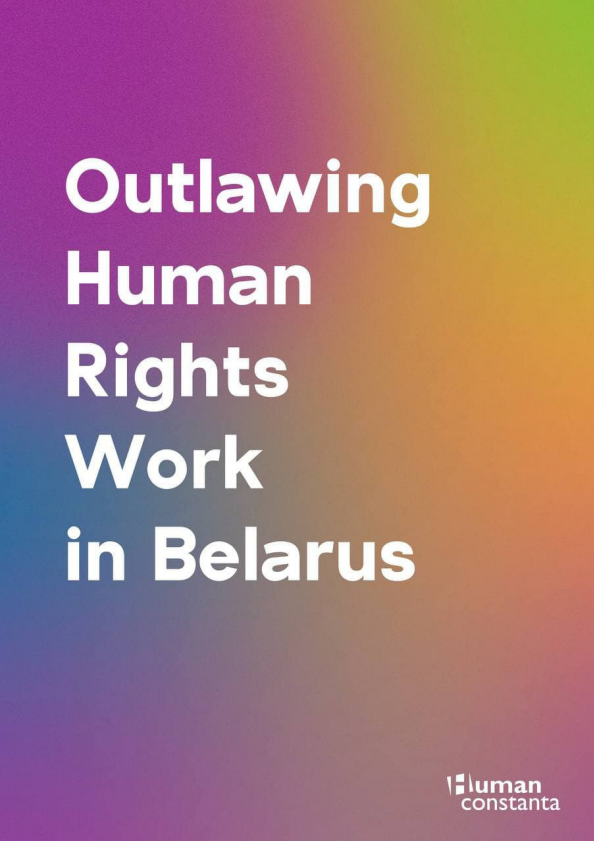 Outlawing
Human
Rights
Work
in Belarus
Human
constanta